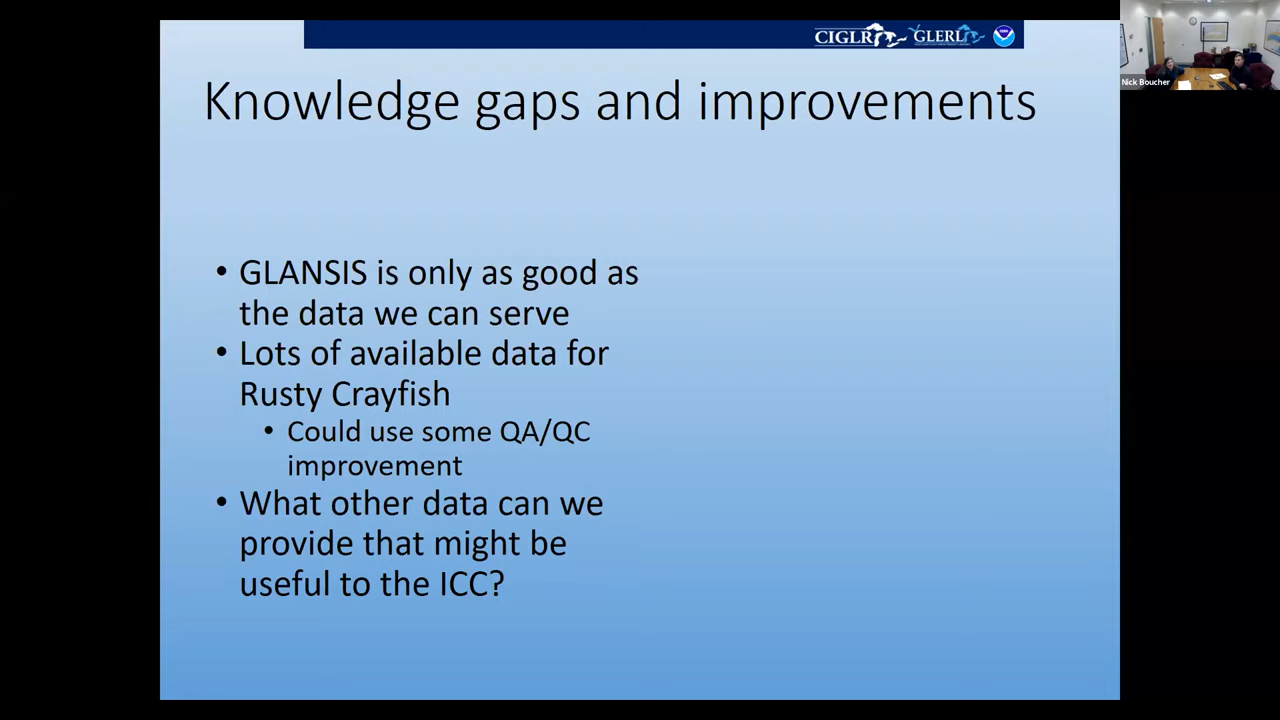 CIGLR GLERL
Nick Boucher
Knowledge gaps and improvements
• GLANSIS is only as good as
the data we can serve
• Lots of available data for
Rusty Crayfish
• Could use some QA/QC
improvement
• What other data can we
provide that might be
useful to the ICC?